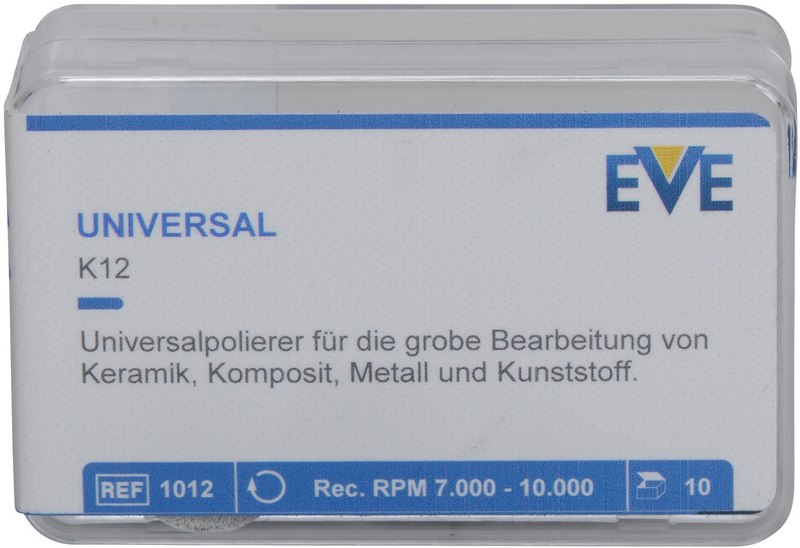 EVE
UNIVERSAL
K12
Universalpolierer für die grobe Bearbeitung von
Keramik, Komposit, Metall und Kunststoff.
REF 1012 Rec. RPM 7.000 - 10.000 10